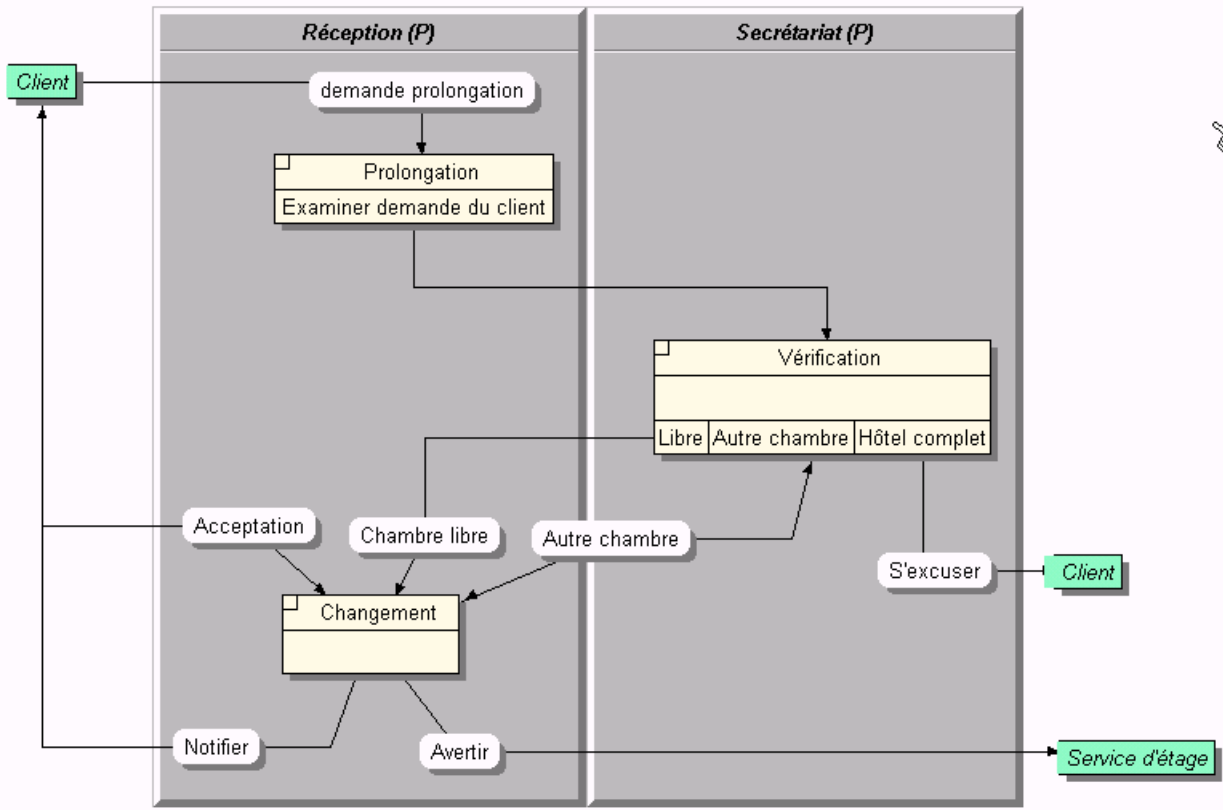 Réception (P)
Secrétariat (P)
Client
demande prolongation
Prolongation
Examiner demande du client
Vérification
Libre
Autre chambre
Hôtel complet
Acceptation
Chambre libre
Autre chambre
S'excuser
Client
Changement
Notifier
Avertir
Service d'étage